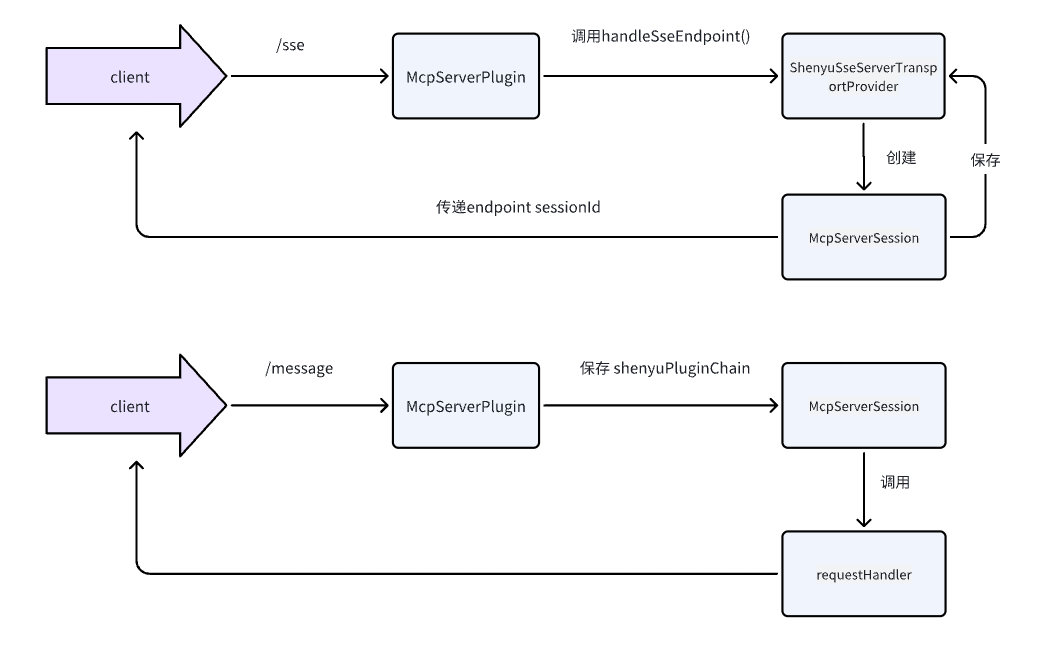 /sse
调用handleSseEndpoint()
client
McpServerPlugin
ShenyuSseServerTransp
ortProvider
创建
保存
传递endpoint sessionId
McpServerSession
/message
保存 shenyuPluginChain
client
McpServerPlugin
McpServerSession
调用
requestHandler